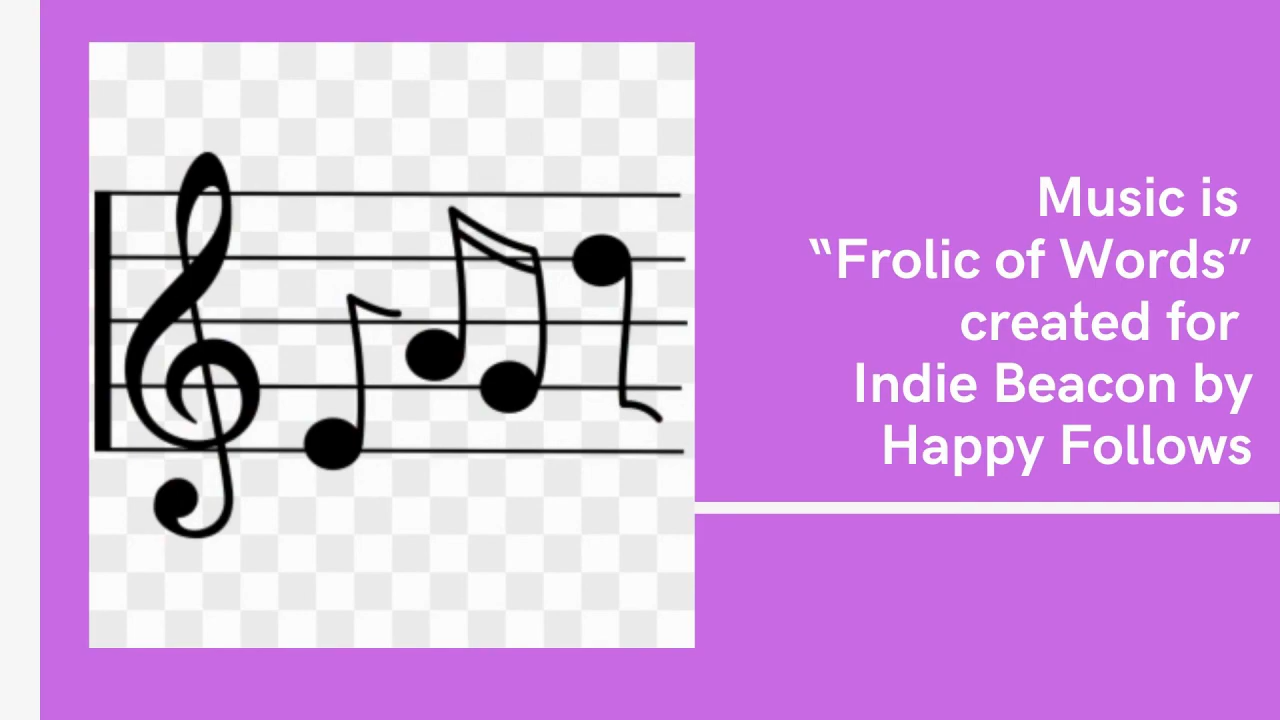 Music is
“Frolic of Words”
created for
Indie Beacon by
Happy Follows